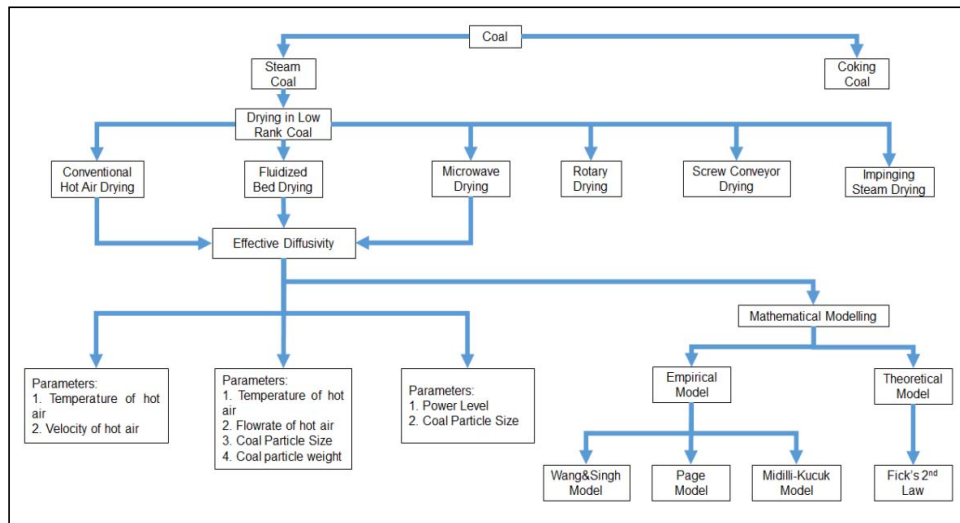 Coal
Steam
Coal
Coking
Coal
Drying in Low
Rank Coal
Conventional
Hot Air Drying
Fluidized
Bed Drying
Microwave
Drying
Rotary
Drying
Screw Conveyor
Drying
Impinging
Steam Drying
Effective Diffusivity
Mathematical Modelling
Parameters:
1. Temperature of hot
air
2. Velocity of hot air
Parameters:
1. Temperature of hot
air
2. Flowrate of hot air
3. Coal Particle Size
4. Coal particle weight
Parameters:
1. Power Level
2. Coal Particle Size
Empirical
Model
Theoretical
Model
Wang&Singh
Model
Page
Model
Midilli-Kucuk
Model
Fick's 2nd
Law